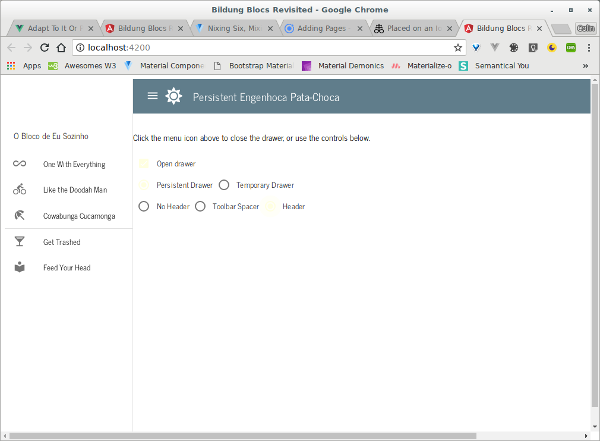 Bildung Blocs Revisited - Google Chrome
Adapt To It Or
Bildung Blocs R
Nixing Six, Mix
Adding Pages
Placed on an
Bildung Blocs R
Colin
localhost:4200
Apps
Awesomes W3
Material Compone
Bootstrap Materia
Material Demonics
Materialize-o
Semantical You
»
Persistent Engenhoca Pata-Choca
O Bloco de Eu Sozinho
One With Everything
Like the Doodah Man
Cowabunga Cucamonga
Get Trashed
Feed Your Head
Click the menu icon above to close the drawer, or use the controls below.
Open drawer
Persistent Drawer Temporary Drawer
No Header Toolbar Spacer Header